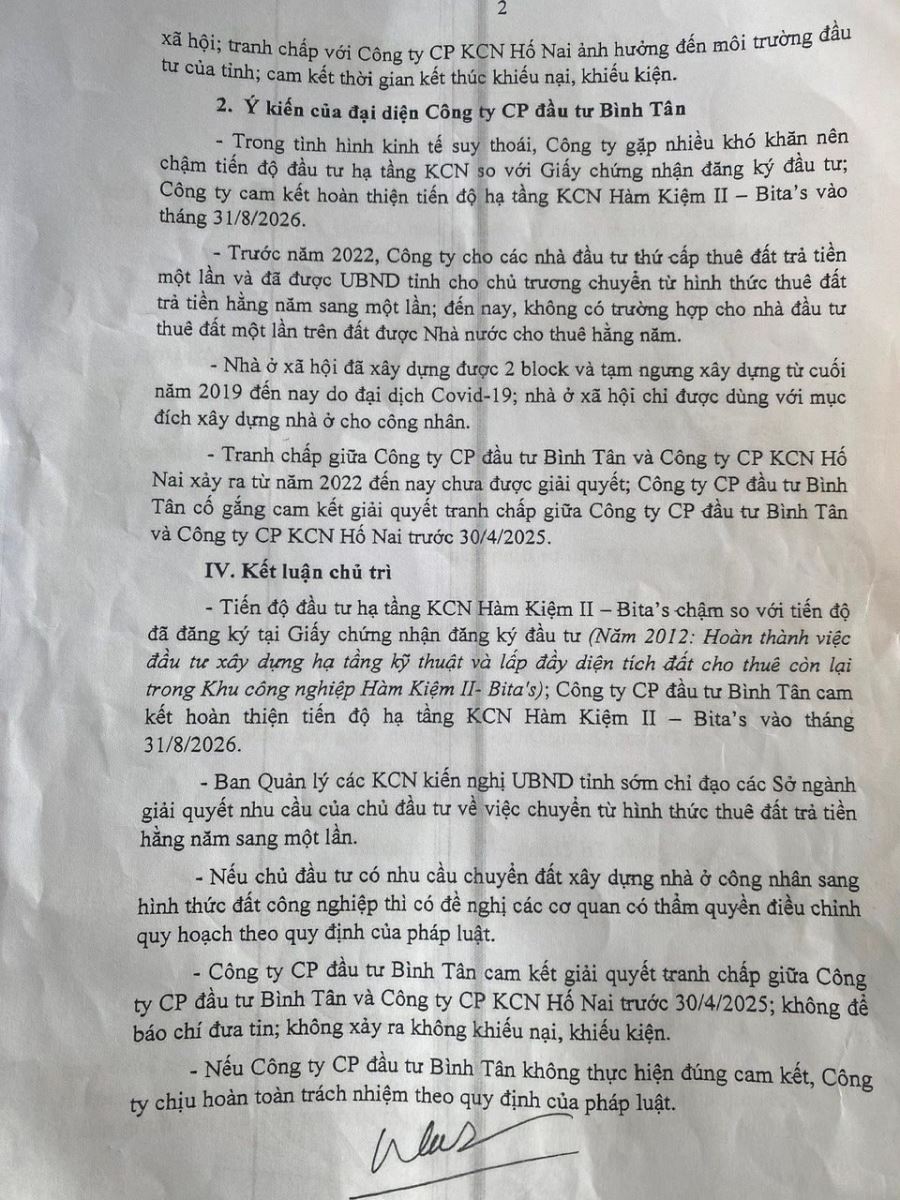 2
xã hội; tranh chấp với Công ty CP KCN Hố Nai ảnh hưởng đến môi trường đầu
tư của tỉnh; cam kết thời gian kết thúc khiếu nại, khiếu kiện.
2. Ý kiến của đại diện Công ty CP đầu tư Bình Tân
- Trong tình hình kinh tế suy thoái, Công ty gặp nhiều khó khăn nên
chậm tiến độ đầu tư hạ tầng KCN so với Giấy chứng nhận đăng ký đầu tư;
Công ty cam kết hoàn thiện tiến độ hạ tầng KCN Hàm Kiệm II – Bita's vào
tháng 31/8/2026.
- Trước năm 2022, Công ty cho các nhà đầu tư thứ cấp thuê đất trả tiền
một lần và đã được UBND tỉnh cho chủ trương chuyển từ hình thức thuê đất
trả tiền hằng năm sang một lần; đến nay, không có trường hợp cho nhà đầu tư
thuê đất một lần trên đất được Nhà nước cho thuê hằng năm.
- Nhà ở xã hội đã xây dựng được 2 block và tạm ngưng xây dựng từ cuối
năm 2019 đến nay do đại dịch Covid-19; nhà ở xã hội chỉ được dùng với mục
đích xây dựng nhà ở cho công nhân.
- Tranh chấp giữa Công ty CP đầu tư Bình Tân và Công ty CP KCN Hố
Nai xảy ra từ năm 2022 đến nay chưa được giải quyết; Công ty CP đầu tư Bình
Tân cố gắng cam kết giải quyết tranh chấp giữa Công ty CP đầu tư Bình Tân
và Công ty CP KCN Hố Nai trước 30/4/2025.
IV. Kết luận chủ trì
- Tiến độ đầu tư hạ tầng KCN Hàm Kiệm II – Bita's chậm so với tiến độ
đã đăng ký tại Giấy chứng nhận đăng ký đầu tư (Năm 2012: Hoàn thành việc
đầu tư xây dựng hạ tầng kỹ thuật và lấp đầy diện tích đất cho thuê còn lại
trong Khu công nghiệp Hàm Kiệm II- Bita's); Công ty CP đầu tư Bình Tân cam
kết hoàn thiện tiến độ hạ tầng KCN Hàm Kiệm II – Bita's vào tháng
31/8/2026.
- Ban Quản lý các KCN kiến nghị UBND tỉnh sớm chỉ đạo các Sở ngành
giải quyết nhu cầu của chủ đầu tư về việc chuyển từ hình thức thuê đất trả tiền
hằng năm sang một lần.
- Nếu chủ đầu tư có nhu cầu chuyển đất xây dựng nhà ở công nhân sang
hình thức đất công nghiệp thì có đề nghị các cơ quan có thẩm quyền điều chỉnh
quy hoạch theo quy định của pháp luật.
- Công ty CP đầu tư Bình Tân cam kết giải quyết tranh chấp giữa Công
ty CP đầu tư Bình Tân và Công ty CP KCN Hố Nai trước 30/4/2025; không để
báo chí đưa tin; không xảy ra không khiếu nại, khiếu kiện.
- Nếu Công ty CP đầu tư Bình Tân không thực hiện đúng cam kết, Công
ty chịu hoàn toàn trách nhiệm theo quy định của pháp luật.